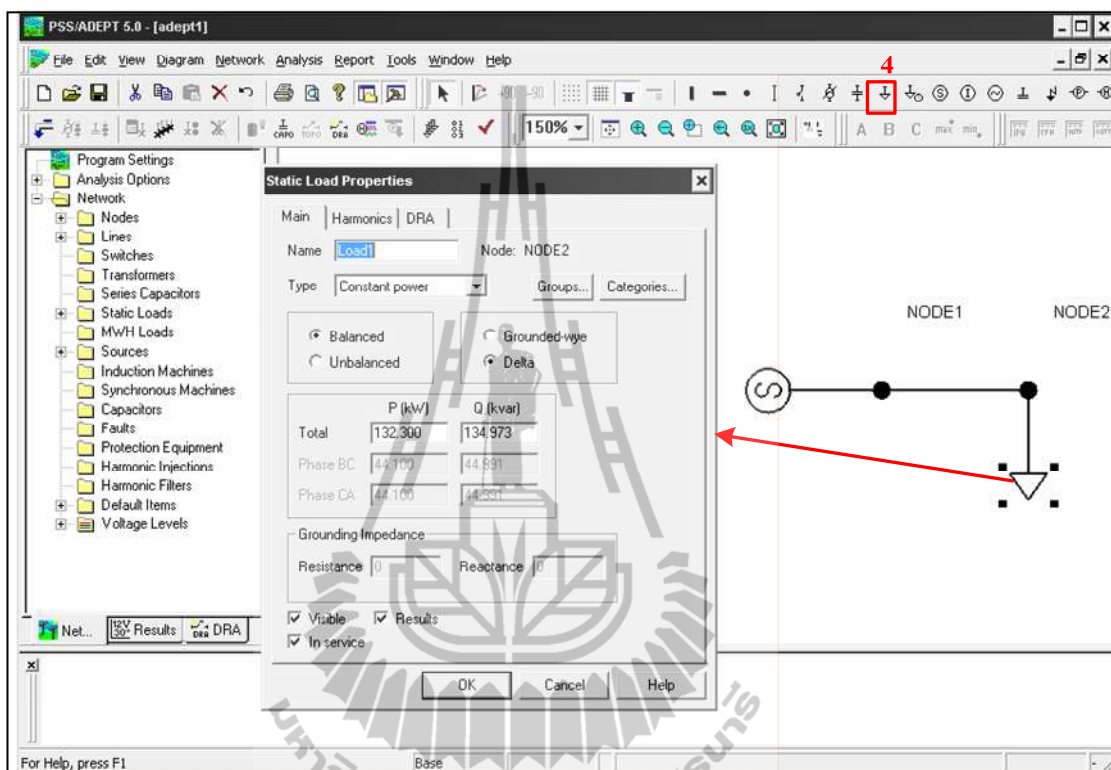 PSS/ADEPT 5.0 - [adept1]
File Edit View Diagram Network Analysis Report Tools Window Help
4
150%
A B C max min
Program Settings
Analysis Options
Network
Nodes
Lines
Switches
Transformers
Series Capacitors
Static Loads
MWH Loads
Sources
Induction Machines
Synchronous Machines
Capacitors
Faults
Protection Equipment
Harmonic Injections
Harmonic Filters
Default Items
Voltage Levels
Net... Results DRA
Static Load Properties
Main Harmonics DRA
Name Load1 Node: NODE2
Type Constant power Groups... Categories...
Balanced Grounded-wye
Unbalanced Delta
P (kW) Q (kvar)
Total 132.300 134.973
Phase BC 44.100 44.991
Phase CA 44.100 44.991
Grounding Impedance
Resistance 0 Reactance 0
Visible Results
In service
OK Cancel Help
NODE1 NODE2
S
For Help, press F1 Base